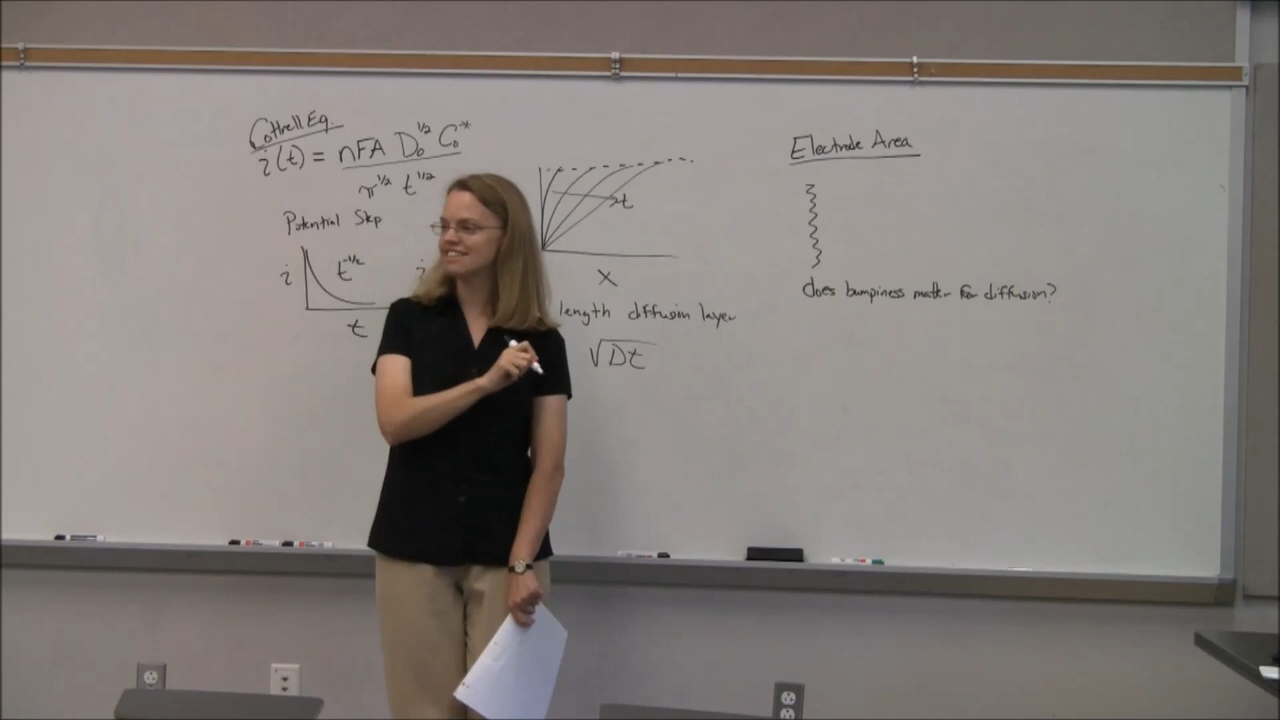 Cottrell Eq.
i(t) = nFA D₀^1/2 C₀*
π^1/2 t^1/2
Potential Step
i t^-1/2
t
i
t
x
length diffusion layer
√Dt
Electrode Area
does bumpiness matter for diffusion?